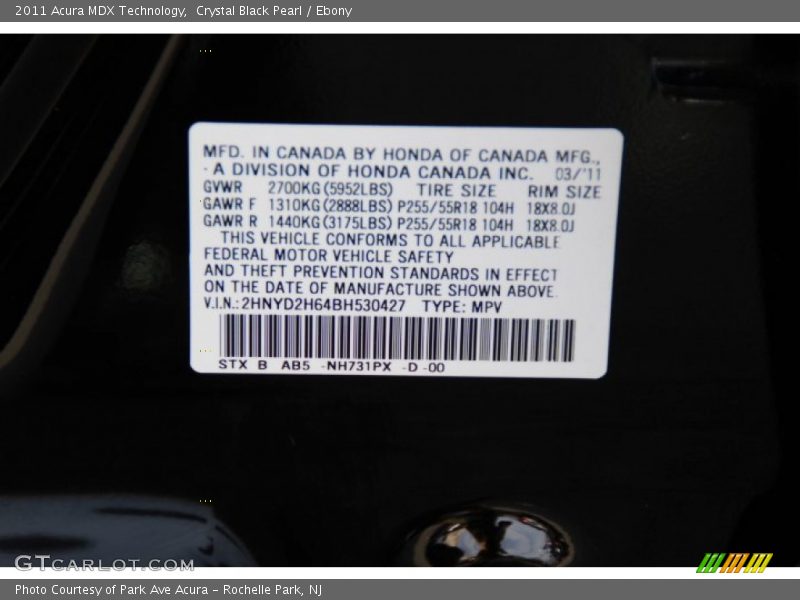 2011 Acura MDX Technology, Crystal Black Pearl / Ebony
MFD. IN CANADA BY HONDA OF CANADA MFG.,
- A DIVISION OF HONDA CANADA INC. 03/'11
GVWR 2700KG(5952LBS) TIRE SIZE RIM SIZE
GAWR F 1310KG(2888LBS) P255/55R18 104H 18X8.0J
GAWR R 1440KG(3175LBS) P255/55R18 104H 18X8.0J
THIS VEHICLE CONFORMS TO ALL APPLICABLE
FEDERAL MOTOR VEHICLE SAFETY
AND THEFT PREVENTION STANDARDS IN EFFECT
ON THE DATE OF MANUFACTURE SHOWN ABOVE.
V.I.N.: 2HNYD2H64BH530427 TYPE: MPV
STX B AB5 -NH731PX -D -00
GTCARLOT.COM
Photo Courtesy of Park Ave Acura - Rochelle Park, NJ